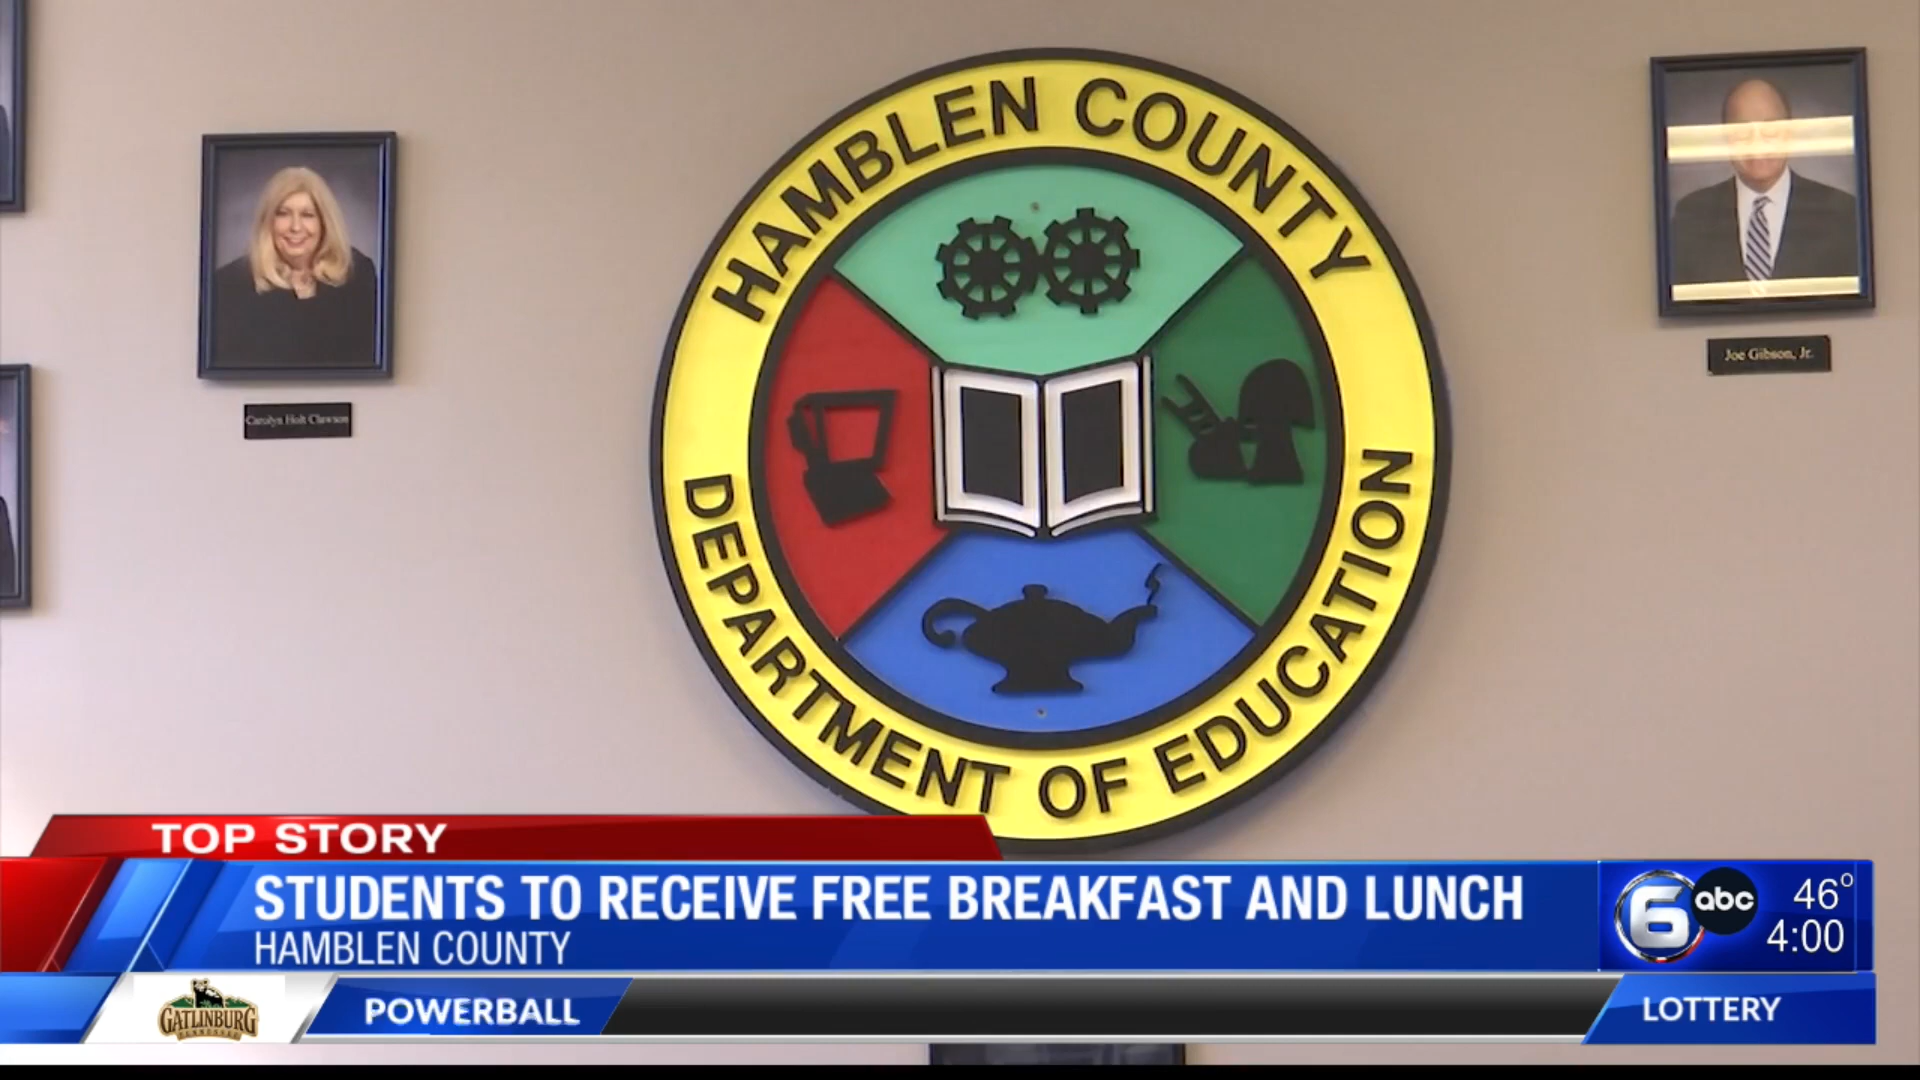 HAMBLEN COUNTY
DEPARTMENT OF EDUCATION
Carolyn Holt Clawson
Joe Gibson, Jr.
TOP STORY
STUDENTS TO RECEIVE FREE BREAKFAST AND LUNCH
HAMBLEN COUNTY
6 abc 46°
4:00
GATLINBURG
TENNESSEE
POWERBALL
LOTTERY